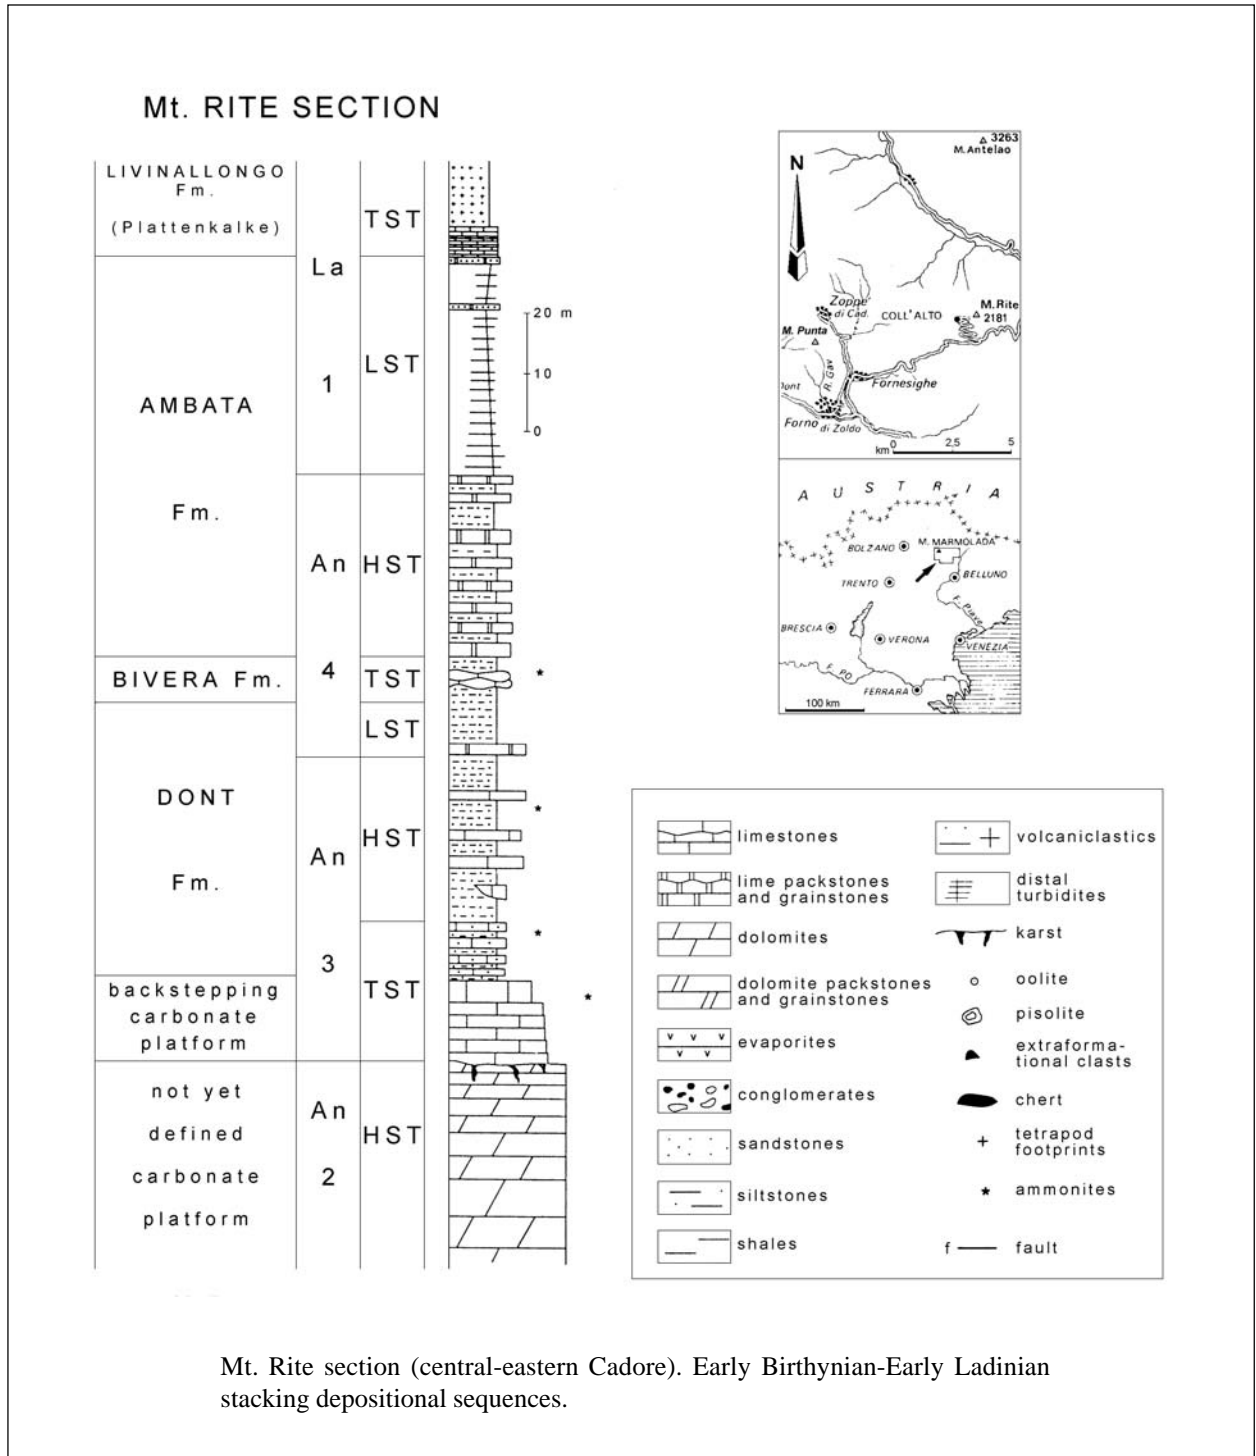 Mt. RITE SECTION
LIVINALLONGO
Fm.
(Plattenkalke)
AMBATA
Fm.
BIVERA Fm.
DONT
Fm.
backstepping
carbonate
platform
not yet
defined
carbonate
platform
La
1
An
4
An
3
An
2
TST
LST
HST
TST
LST
HST
TST
HST
20 m
10
0
*
*
*
*
N
3263
M. Antelao
Zoppè
di Cad.
COLL'ALTO
M. Rite
2181
M. Punta
R. Gav
Fornesighe
Forno di Zoldo
km 0 2,5 5
AUSTRIA
BOLZANO
M. MARMOLADA
TRENTO
BELLUNO
F. Piave
BRESCIA
VERONA
VENEZIA
F. PO
FERRARA
100 km
limestones
lime packstones
and grainstones
dolomites
dolomite packstones
and grainstones
evaporites
conglomerates
sandstones
siltstones
shales
volcaniclastics
distal
turbidites
karst
oolite
pisolite
extraforma-
tional clasts
chert
tetrapod
footprints
* ammonites
f fault
Mt. Rite section (central-eastern Cadore). Early Birthynian-Early Ladinian
stacking depositional sequences.